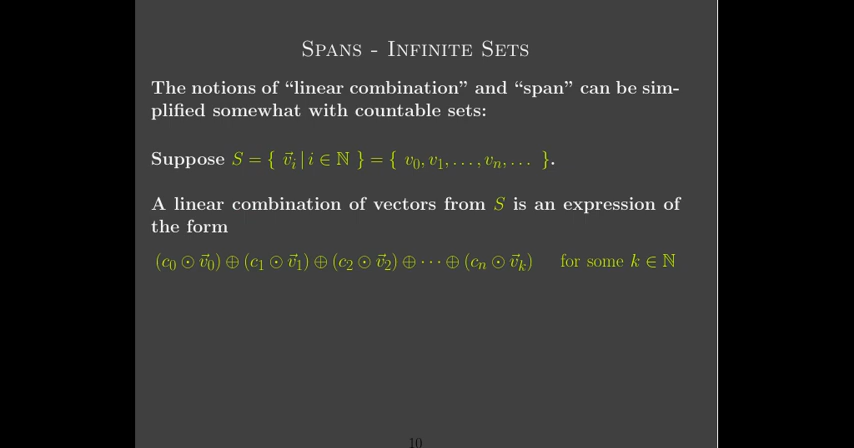 Spans - Infinite Sets
The notions of “linear combination” and “span” can be sim-
plified somewhat with countable sets:
Suppose S = { v⃗ᵢ | i ∈ ℕ } = { v₀, v₁, . . . , vₙ, . . . }.
A linear combination of vectors from S is an expression of
the form
(c₀ ⊙ v⃗₀) ⊕ (c₁ ⊙ v⃗₁) ⊕ (c₂ ⊙ v⃗₂) ⊕ · · · ⊕ (cₙ ⊙ v⃗ₖ) for some k ∈ ℕ
10